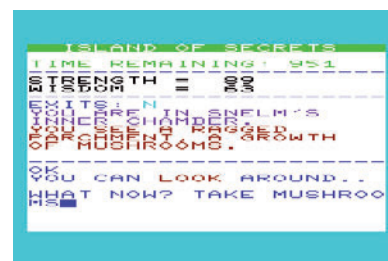 ISLAND OF SECRETS
TIME REMAINING: 951
STRENGTH = 89
WISDOM = 63
EXITS: N
YOU ARE IN SNELM'S
INNER CHAMBER.
YOU SEE A RAGGED
PARCHMENT, A GROWTH
OF MUSHROOMS.
OK
YOU CAN LOOK AROUND..
WHAT NOW? TAKE MUSHROO
MS